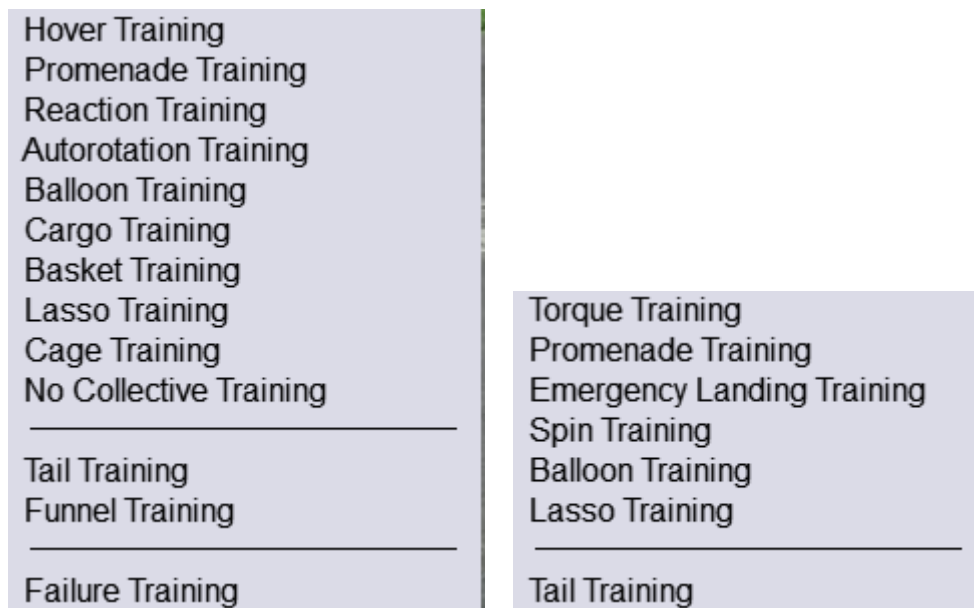 Hover Training
Promenade Training
Reaction Training
Autorotation Training
Balloon Training
Cargo Training
Basket Training
Lasso Training
Cage Training
No Collective Training
Tail Training
Funnel Training
Failure Training
Torque Training
Promenade Training
Emergency Landing Training
Spin Training
Balloon Training
Lasso Training
Tail Training